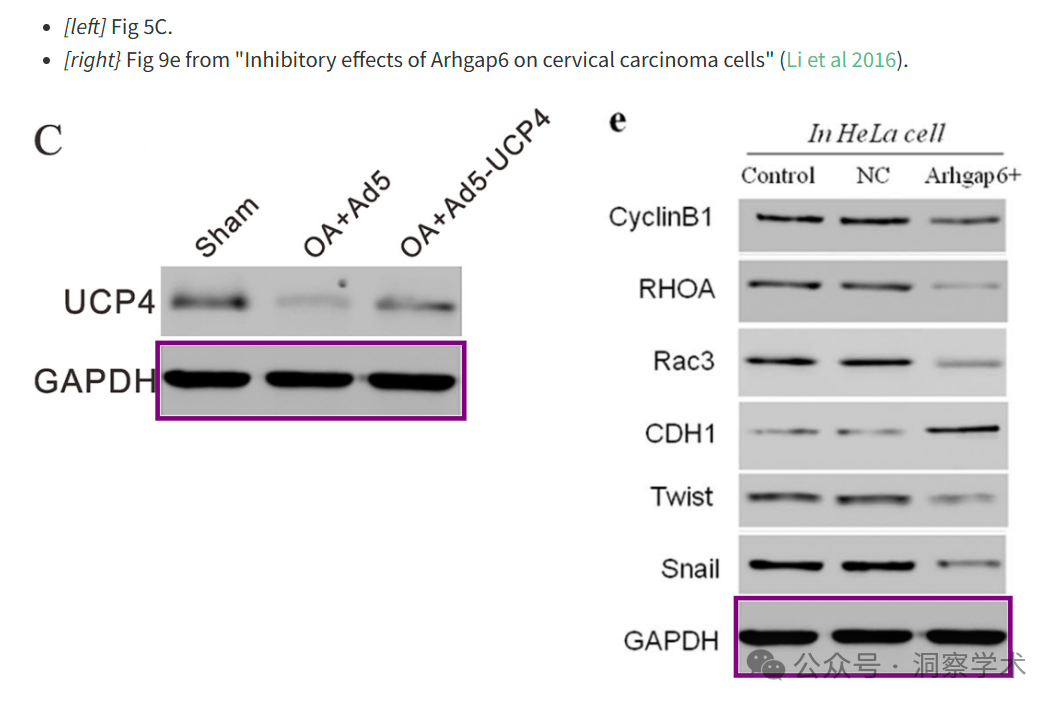 • [left] Fig 5C.
• [right} Fig 9e from "Inhibitory effects of Arhgap6 on cervical carcinoma cells" (Li et al 2016).
C
Sham
OA+Ad5
OA+Ad5-UCP4
UCP4
GAPDH
e
In HeLa cell
Control NC Arhgap6+
CyclinB1
RHOA
Rac3
CDH1
Twist
Snail
GAPDH
公众号 · 洞察学术